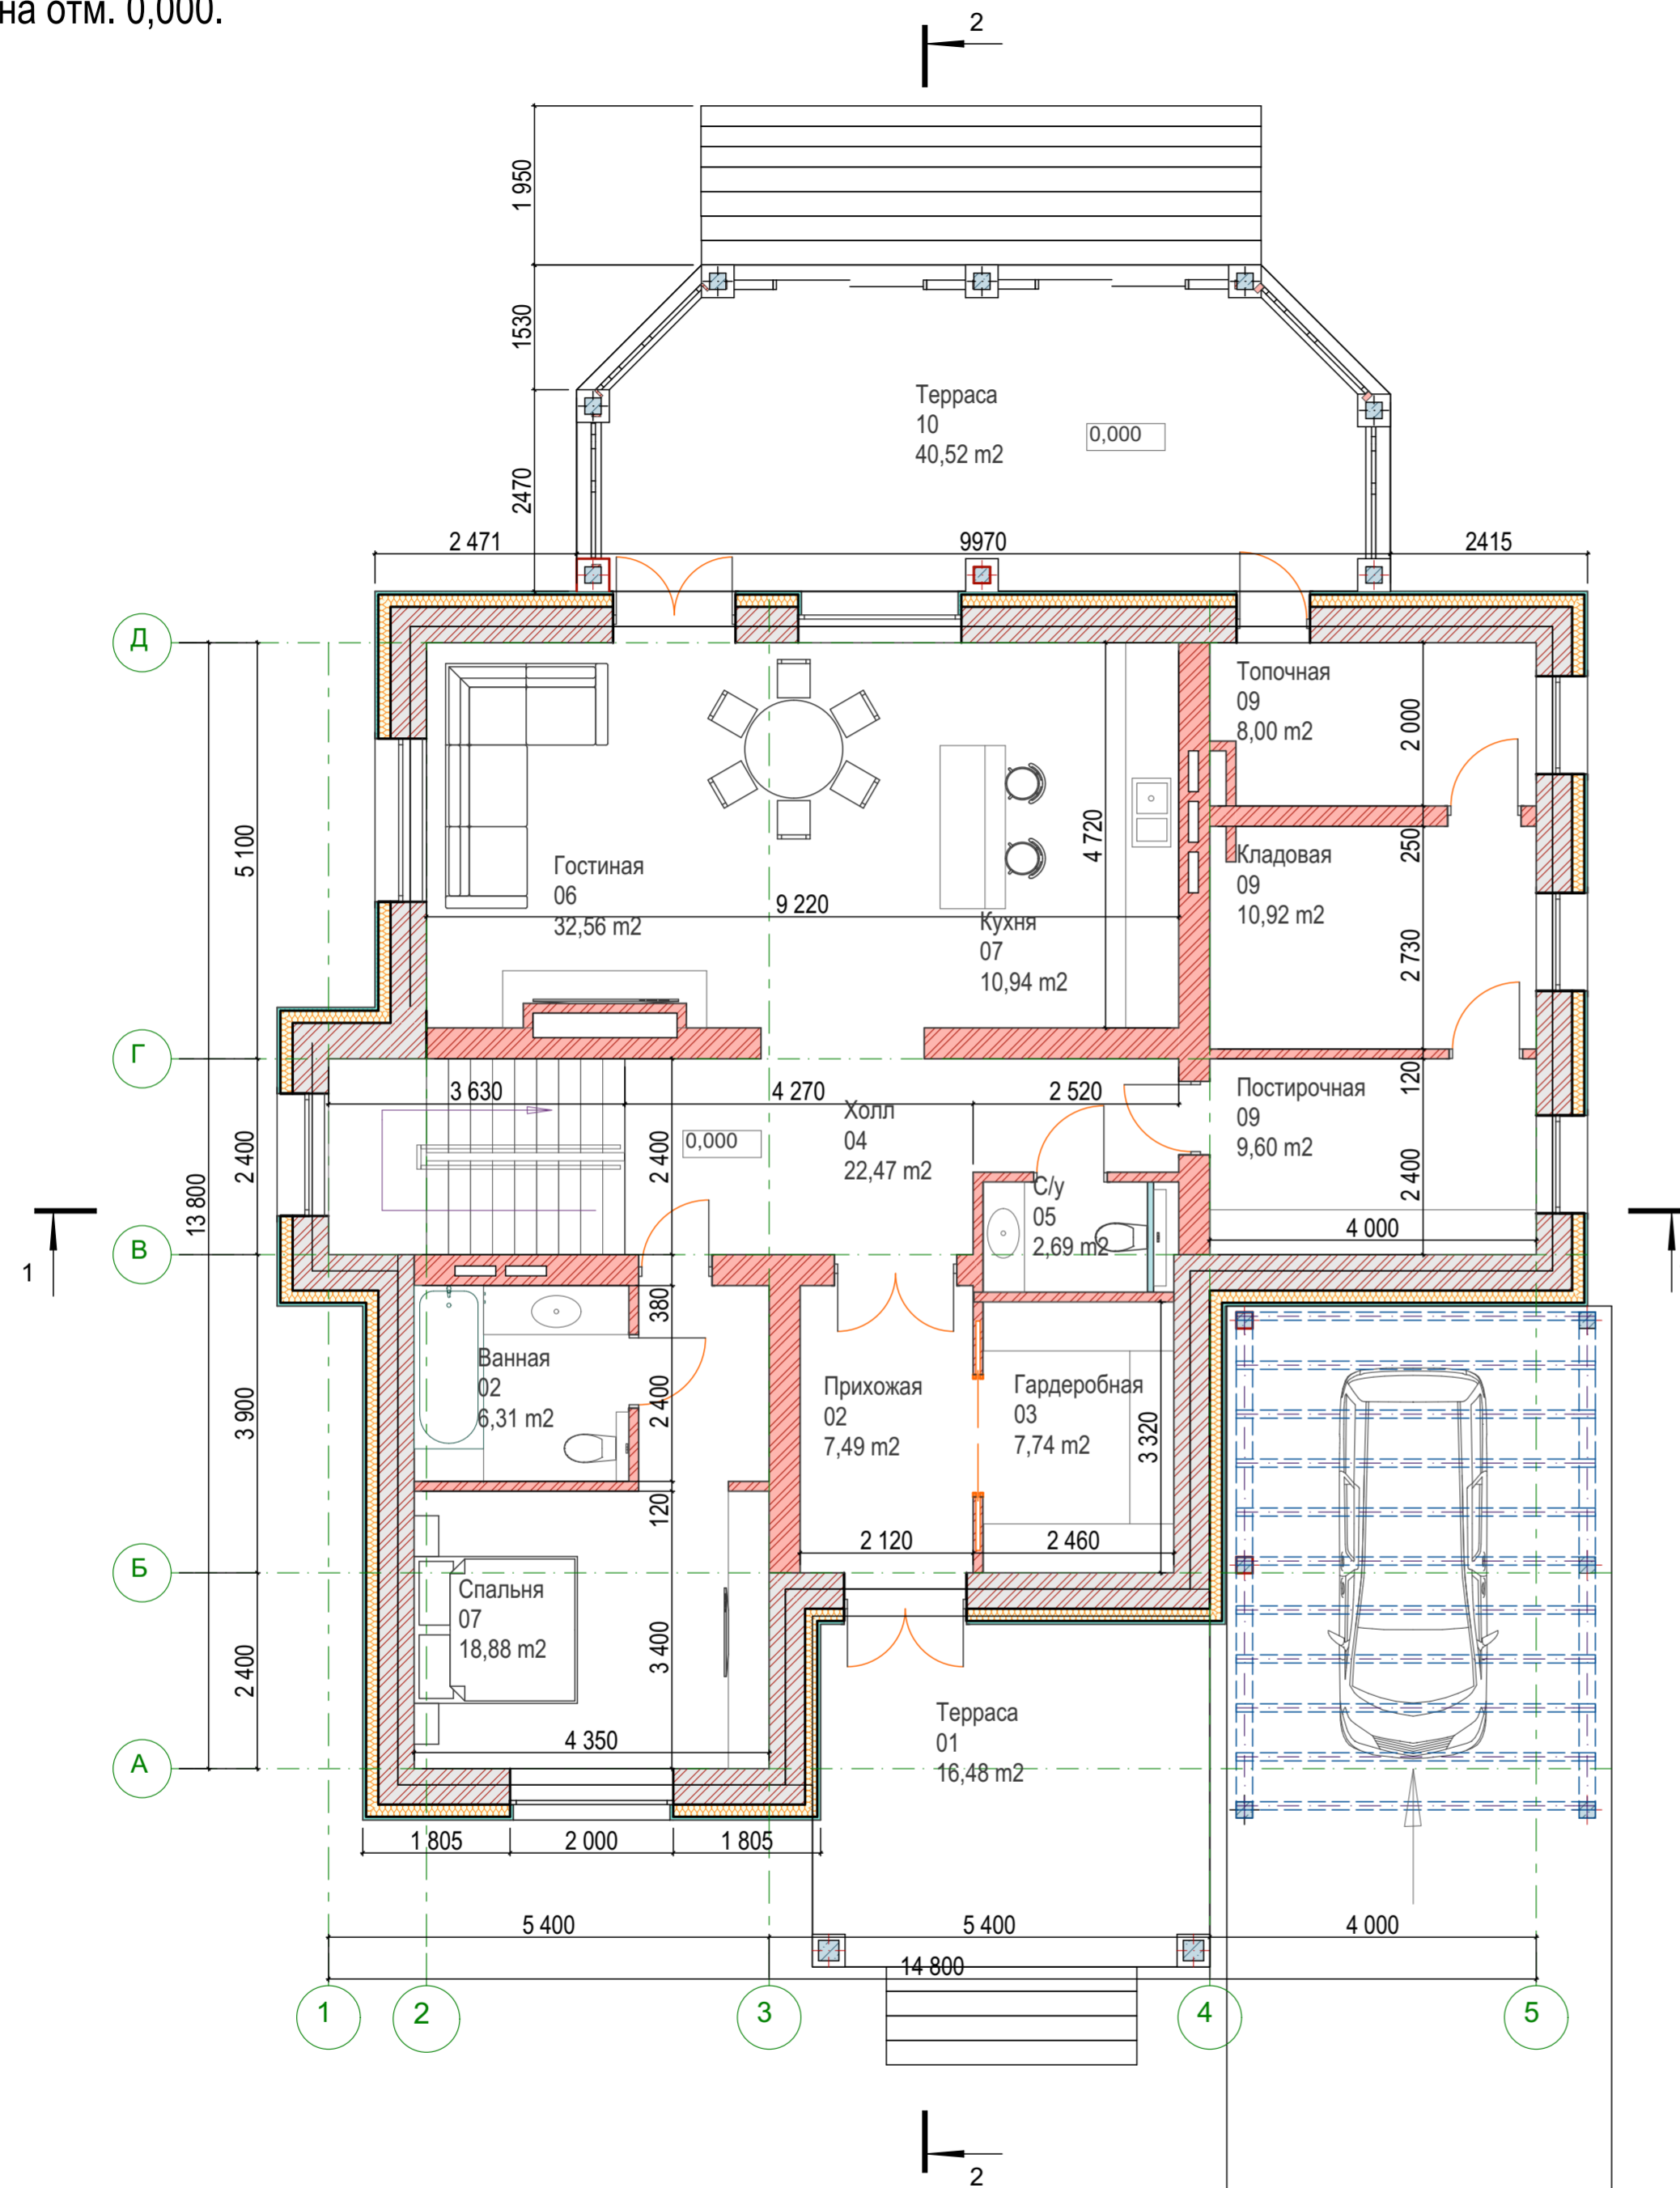 на отм. 0,000.
2
1 950
1530
2470
Терраса
10
40,52 m2
0,000
2 471
9970
2415
Д
Топочная
09
8,00 m2
2 000
5 100
4 720
250
Гостиная
06
32,56 m2
9 220
Кладовая
09
10,92 m2
Кухня
07
10,94 m2
2 730
Г
3 630
4 270
2 520
120
Холл
04
22,47 m2
0,000
Постирочная
09
9,60 m2
2 400
2 400
2 400
13 800
С/у
05
2,69 m2
4 000
В
1
380
Ванная
02
6,31 m2
2 400
Прихожая
02
7,49 m2
Гардеробная
03
7,74 m2
3 320
3 900
120
2 120
2 460
Б
Спальня
07
18,88 m2
3 400
2 400
4 350
Терраса
01
16,48 m2
А
1 805
2 000
1 805
5 400
5 400
4 000
14 800
1
2
3
4
5
2